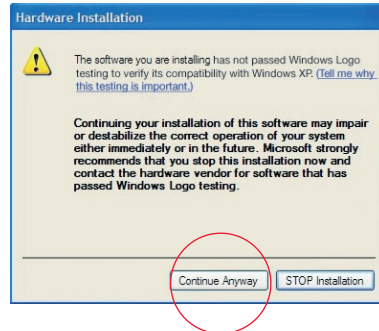 Hardware Installation
The software you are installing has not passed Windows Logo
testing to verify its compatibility with Windows XP. (Tell me why
this testing is important.)
Continuing your installation of this software may impair
or destabilize the correct operation of your system
either immediately or in the future. Microsoft strongly
recommends that you stop this installation now and
contact the hardware vendor for software that has
passed Windows Logo testing.
Continue Anyway STOP Installation